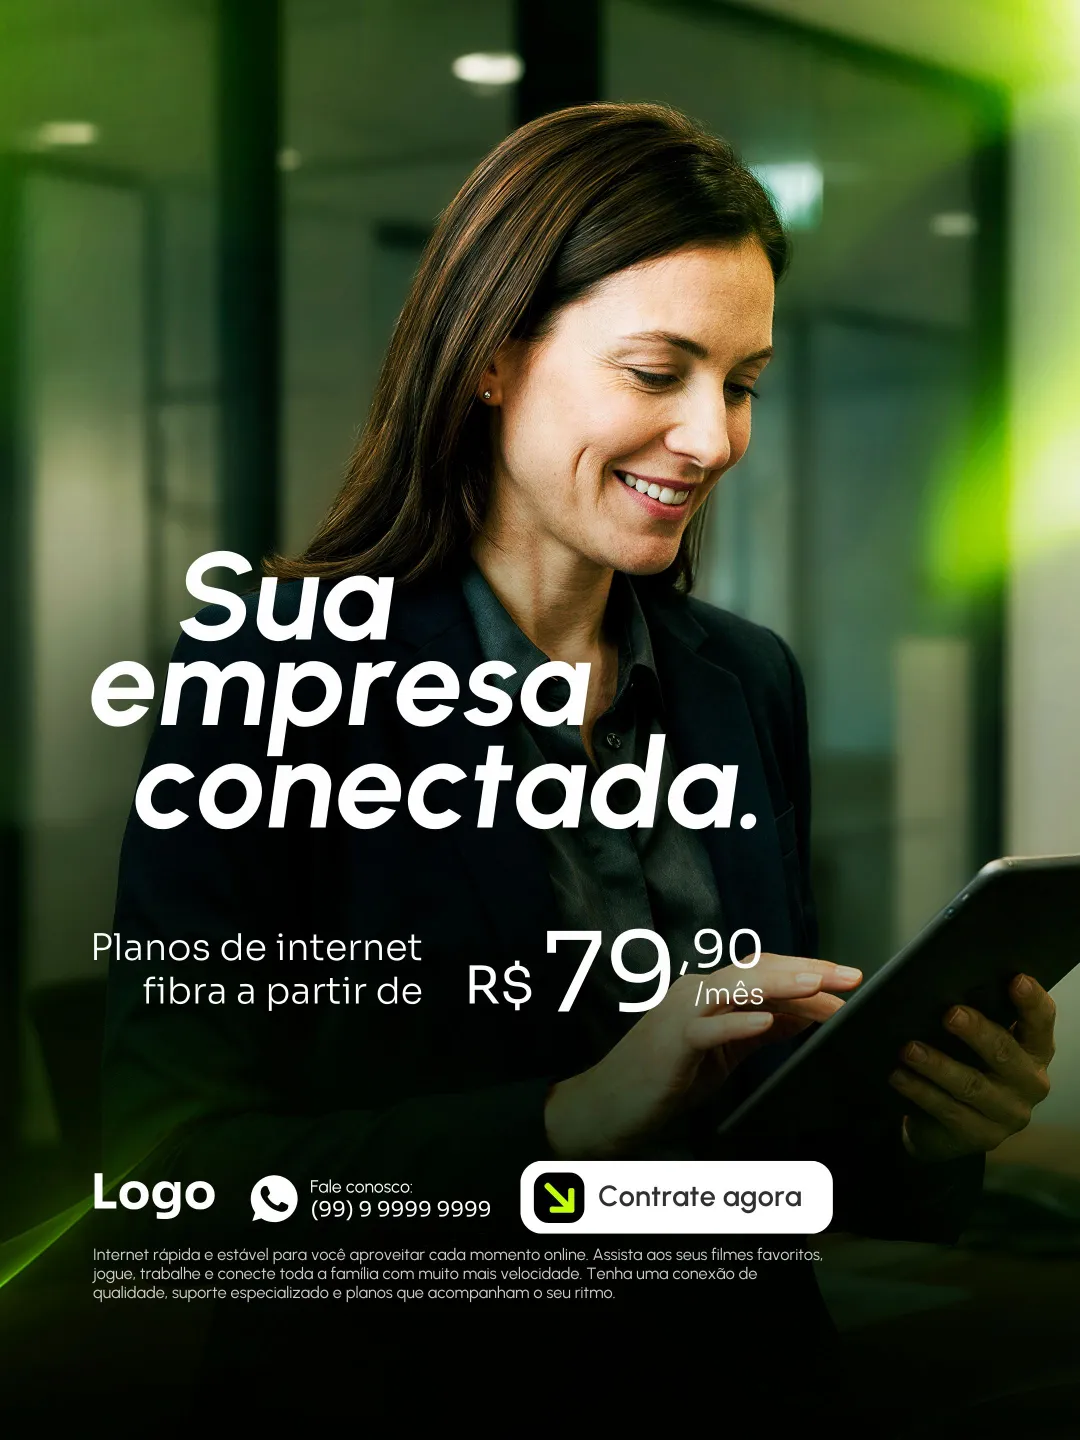 Sua
empresa
conectada.
Planos de internet
fibra a partir de
R$ 79,90
/mês
Logo
Fale conosco:
(99) 9 9999 9999
Contrate agora
Internet rápida e estável para você aproveitar cada momento online. Assista aos seus filmes favoritos,
jogue, trabalhe e conecte toda a família com muito mais velocidade. Tenha uma conexão de
qualidade, suporte especializado e planos que acompanham o seu ritmo.